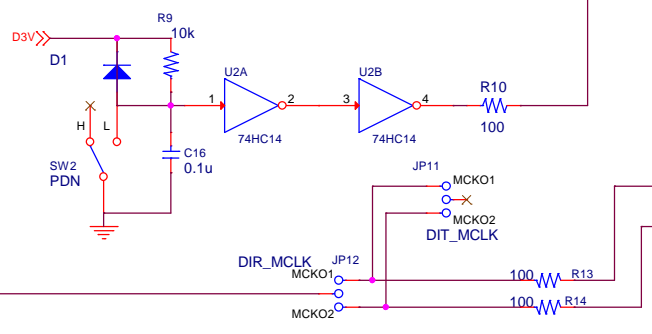 R9
D3V
10k
D1
U2A
U2B
1
2
3
4
R10
H
L
74HC14
74HC14
100
C16
0.1u
SW2
PDN
JP11
MCKO1
MCKO2
DIT_MCLK
DIR_MCLK
JP12
MCKO1
100
R13
MCKO2
100
R14